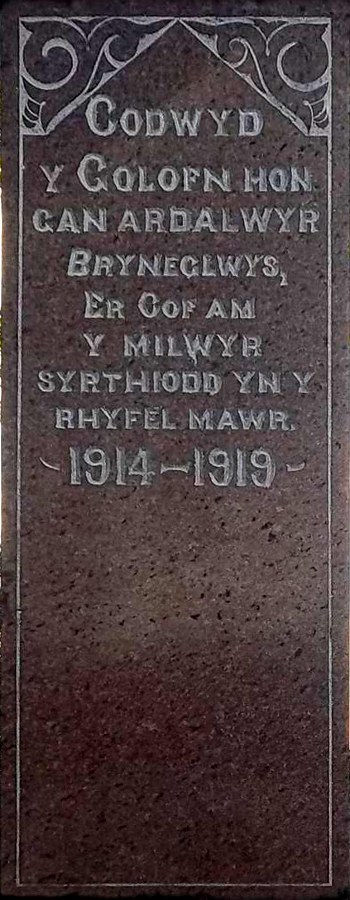 CODWYD
Y GOLOFN HON
GAN ARDALWYR
BRYNEGLWYS,
ER COF AM
Y MILWYR
SYRTHIODD YN Y
RHYFEL MAWR.
~1914–1919~